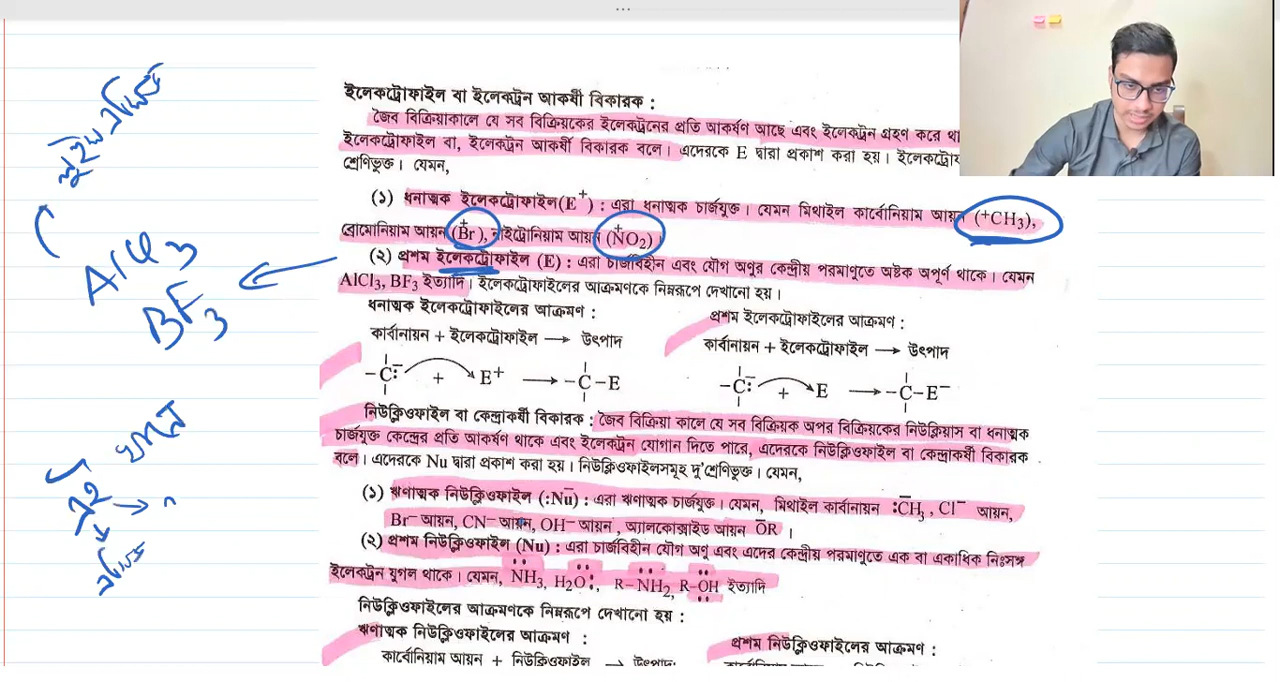 লুইস এসিড
AlCl3
BF3
ইলেকট্রোফাইল বা ইলেকট্রন আকর্ষী বিকারক :
জৈব বিক্রিয়াকালে যে সব বিক্রিয়কের ইলেকট্রনের প্রতি আকর্ষণ আছে এবং ইলেকট্রন গ্রহণ করে
ইলেকট্রোফাইল বা, ইলেকট্রন আকর্ষী বিকারক বলে। এদেরকে E দ্বারা প্রকাশ করা হয়।
শ্রেণিভুক্ত। যেমন,
(১) ধনাত্মক ইলেকট্রোফাইল(E+) : এরা ধনাত্মক চার্জযুক্ত। যেমন মিথাইল কার্বোনিয়াম আয়ন (+CH3),
ব্রোমোনিয়াম আয়ন (+Br), নাইট্রোনিয়াম আয়ন (+NO2)।
(২) প্রশম ইলেকট্রোফাইল (E) : এরা চার্জবিহীন এবং যৌগ অণুর কেন্দ্রীয় পরমাণুতে অষ্টক অপূর্ণ থাকে। যেমন
AlCl3, BF3 ইত্যাদি। ইলেকট্রোফাইলের আক্রমণকে নিম্নরূপে দেখানো হয়।
ধনাত্মক ইলেকট্রোফাইলের আক্রমণ :
কার্বানায়ন + ইলেকট্রোফাইল → উৎপাদ
–C:– + E+ → –C–E
প্রশম ইলেকট্রোফাইলের আক্রমণ :
কার্বানায়ন + ইলেকট্রোফাইল → উৎপাদ
–C:– + E → –C–E–
নিউক্লিওফাইল বা কেন্দ্রাকর্ষী বিকারক : জৈব বিক্রিয়া কালে যে সব বিক্রিয়ক অপর বিক্রিয়কের নিউক্লিয়াস বা ধনাত্মক
চার্জযুক্ত কেন্দ্রের প্রতি আকর্ষণ থাকে এবং ইলেকট্রন যোগান দিতে পারে, এদেরকে নিউক্লিওফাইল বা কেন্দ্রাকর্ষী বিকারক
বলে। এদেরকে Nu দ্বারা প্রকাশ করা হয়। নিউক্লিওফাইলসমূহ দু'শ্রেণিভুক্ত। যেমন,
(১) ঋণাত্মক নিউক্লিওফাইল (:Nu–) : এরা ঋণাত্মক চার্জযুক্ত। যেমন, মিথাইল কার্বানায়ন :C̄H3, Cl– আয়ন,
Br– আয়ন, CN– আয়ন, OH– আয়ন, অ্যালকোক্সাইড আয়ন ŌR ।
(২) প্রশম নিউক্লিওফাইল (Nu) : এরা চার্জবিহীন যৌগ অণু এবং এদের কেন্দ্রীয় পরমাণুতে এক বা একাধিক নিঃসঙ্গ
ইলেকট্রন যুগল থাকে। যেমন, NH3, H2O:, R–NH2, R–OH ইত্যাদি
নিউক্লিওফাইলের আক্রমণকে নিম্নরূপে দেখানো হয় :
ঋণাত্মক নিউক্লিওফাইলের আক্রমণ :
কার্বোনিয়াম আয়ন + নিউক্লিওফাইল → উৎপাদ:
প্রশম নিউক্লিওফাইলের আক্রমণ :